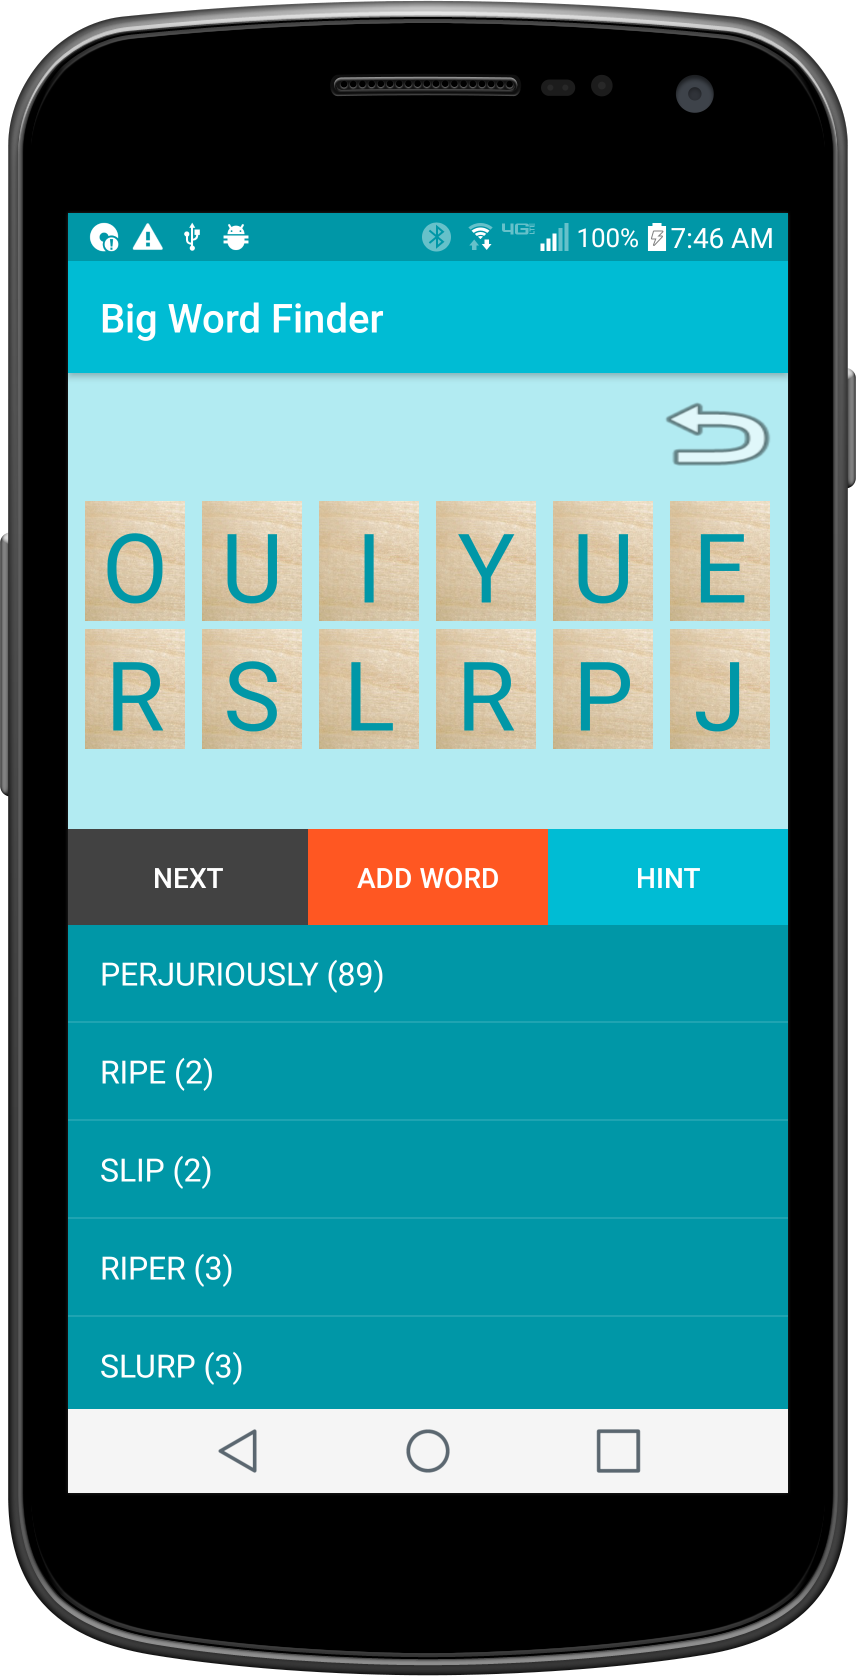 4G 100% 7:46 AM
Big Word Finder
O U I Y U E
R S L R P J
NEXT ADD WORD HINT
PERJURIOUSLY (89)
RIPE (2)
SLIP (2)
RIPER (3)
SLURP (3)